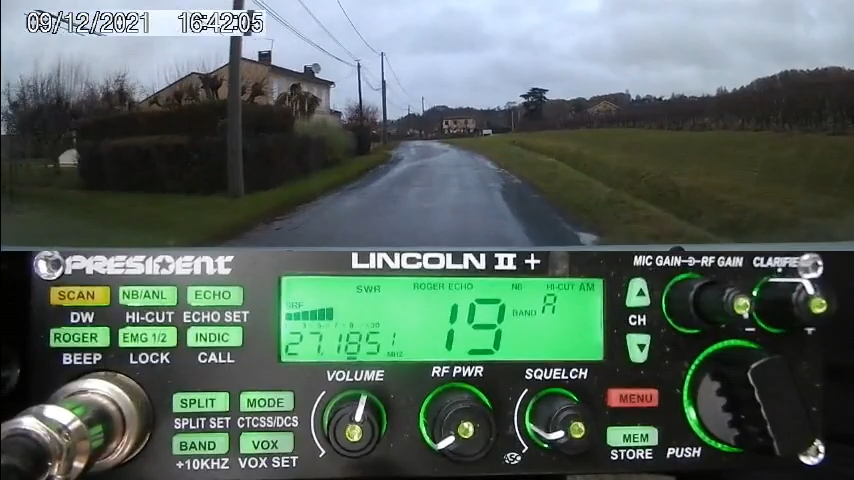 09/12/2021 16:42:05
PRESIDENT
LINCOLN II +
MIC GAIN RF GAIN CLARIFIER
SCAN NB/ANL ECHO
DW HI-CUT ECHO SET
ROGER EMG 1/2 INDIC
BEEP LOCK CALL
SPLIT MODE
SPLIT SET CTCSS/DCS
BAND VOX
+10KHZ VOX SET
SWR ROGER ECHO NB HI-CUT AM
SRF
19
BAND A
27.185
MHZ
CH
VOLUME RF PWR SQUELCH
ASC
MENU
MEM
STORE PUSH
- +